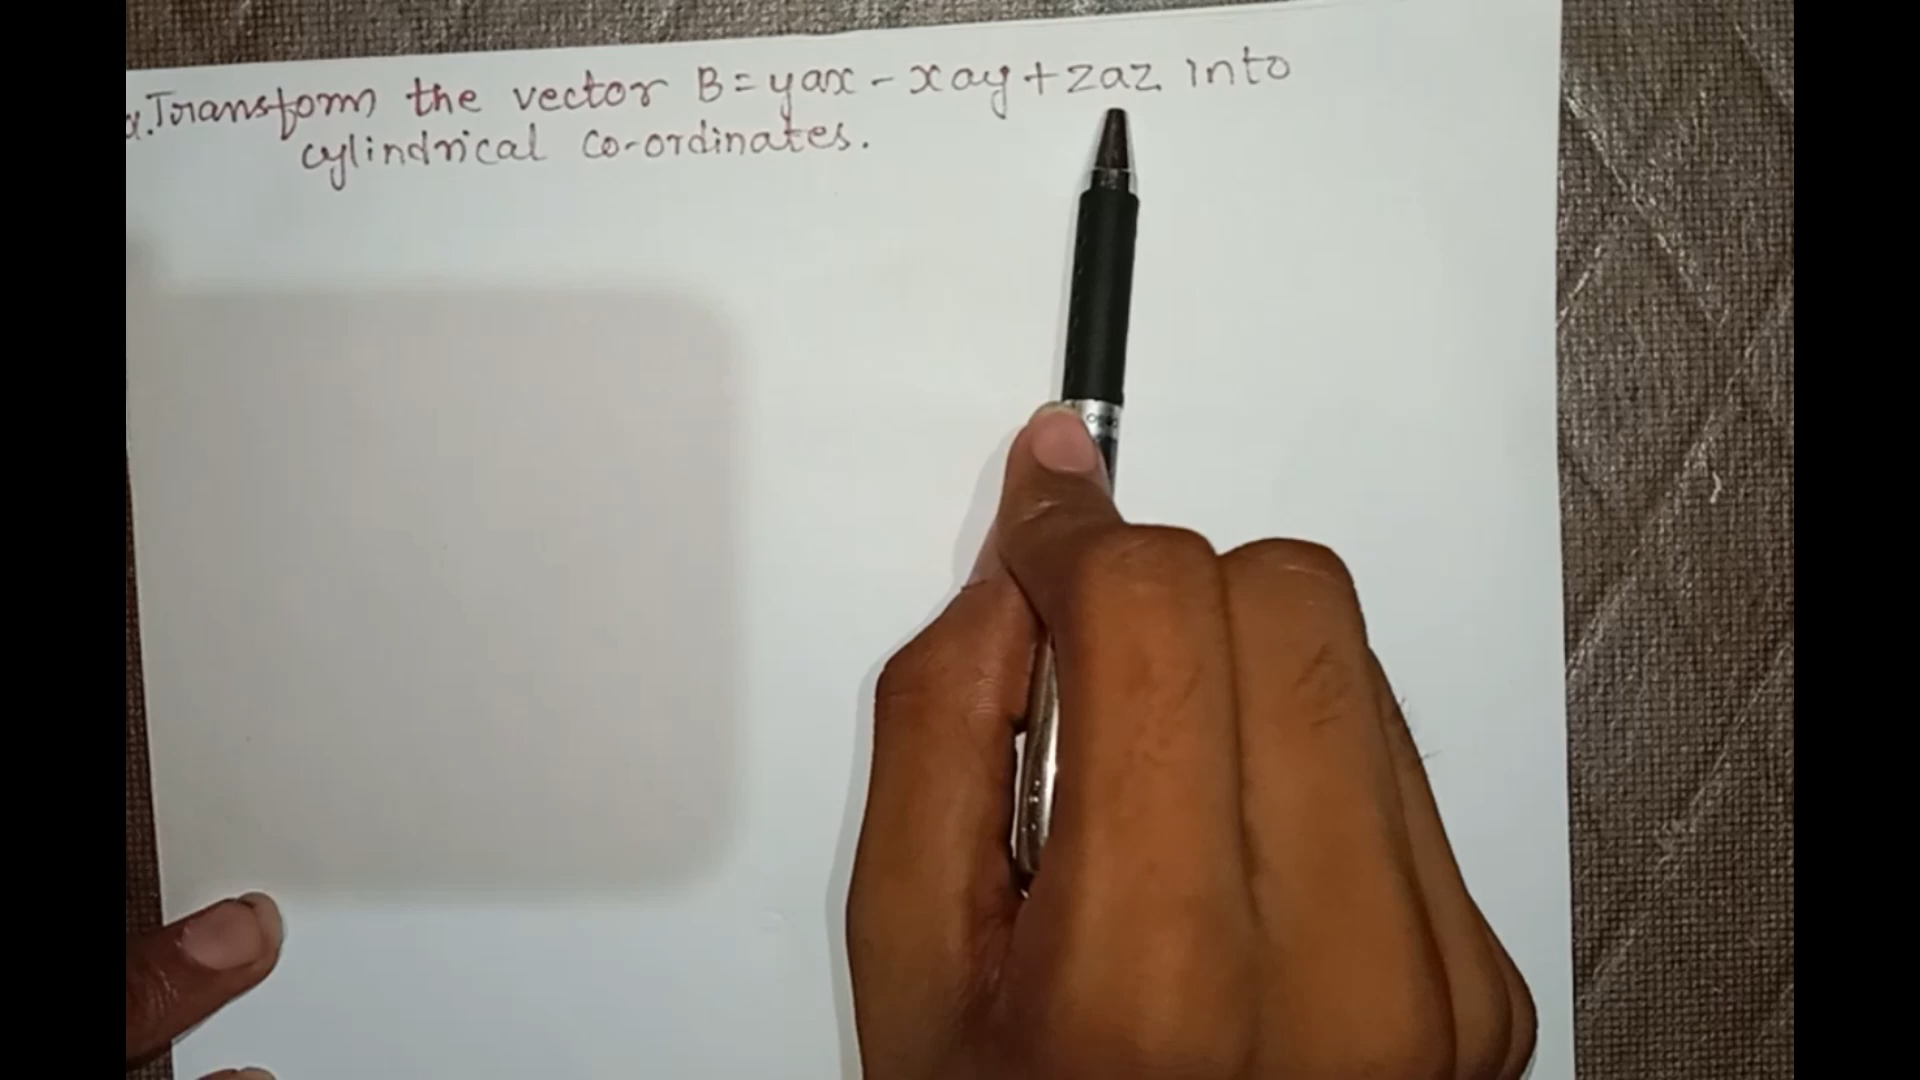 Transform the vector B = yax - xay + zaz into
cylindrical co-ordinates.